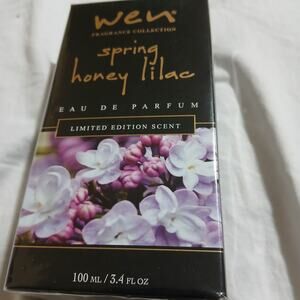 wen®
FRAGRANCE COLLECTION
spring
honey lilac
EAU DE PARFUM
LIMITED EDITION SCENT
100 ML / 3.4 FL OZ